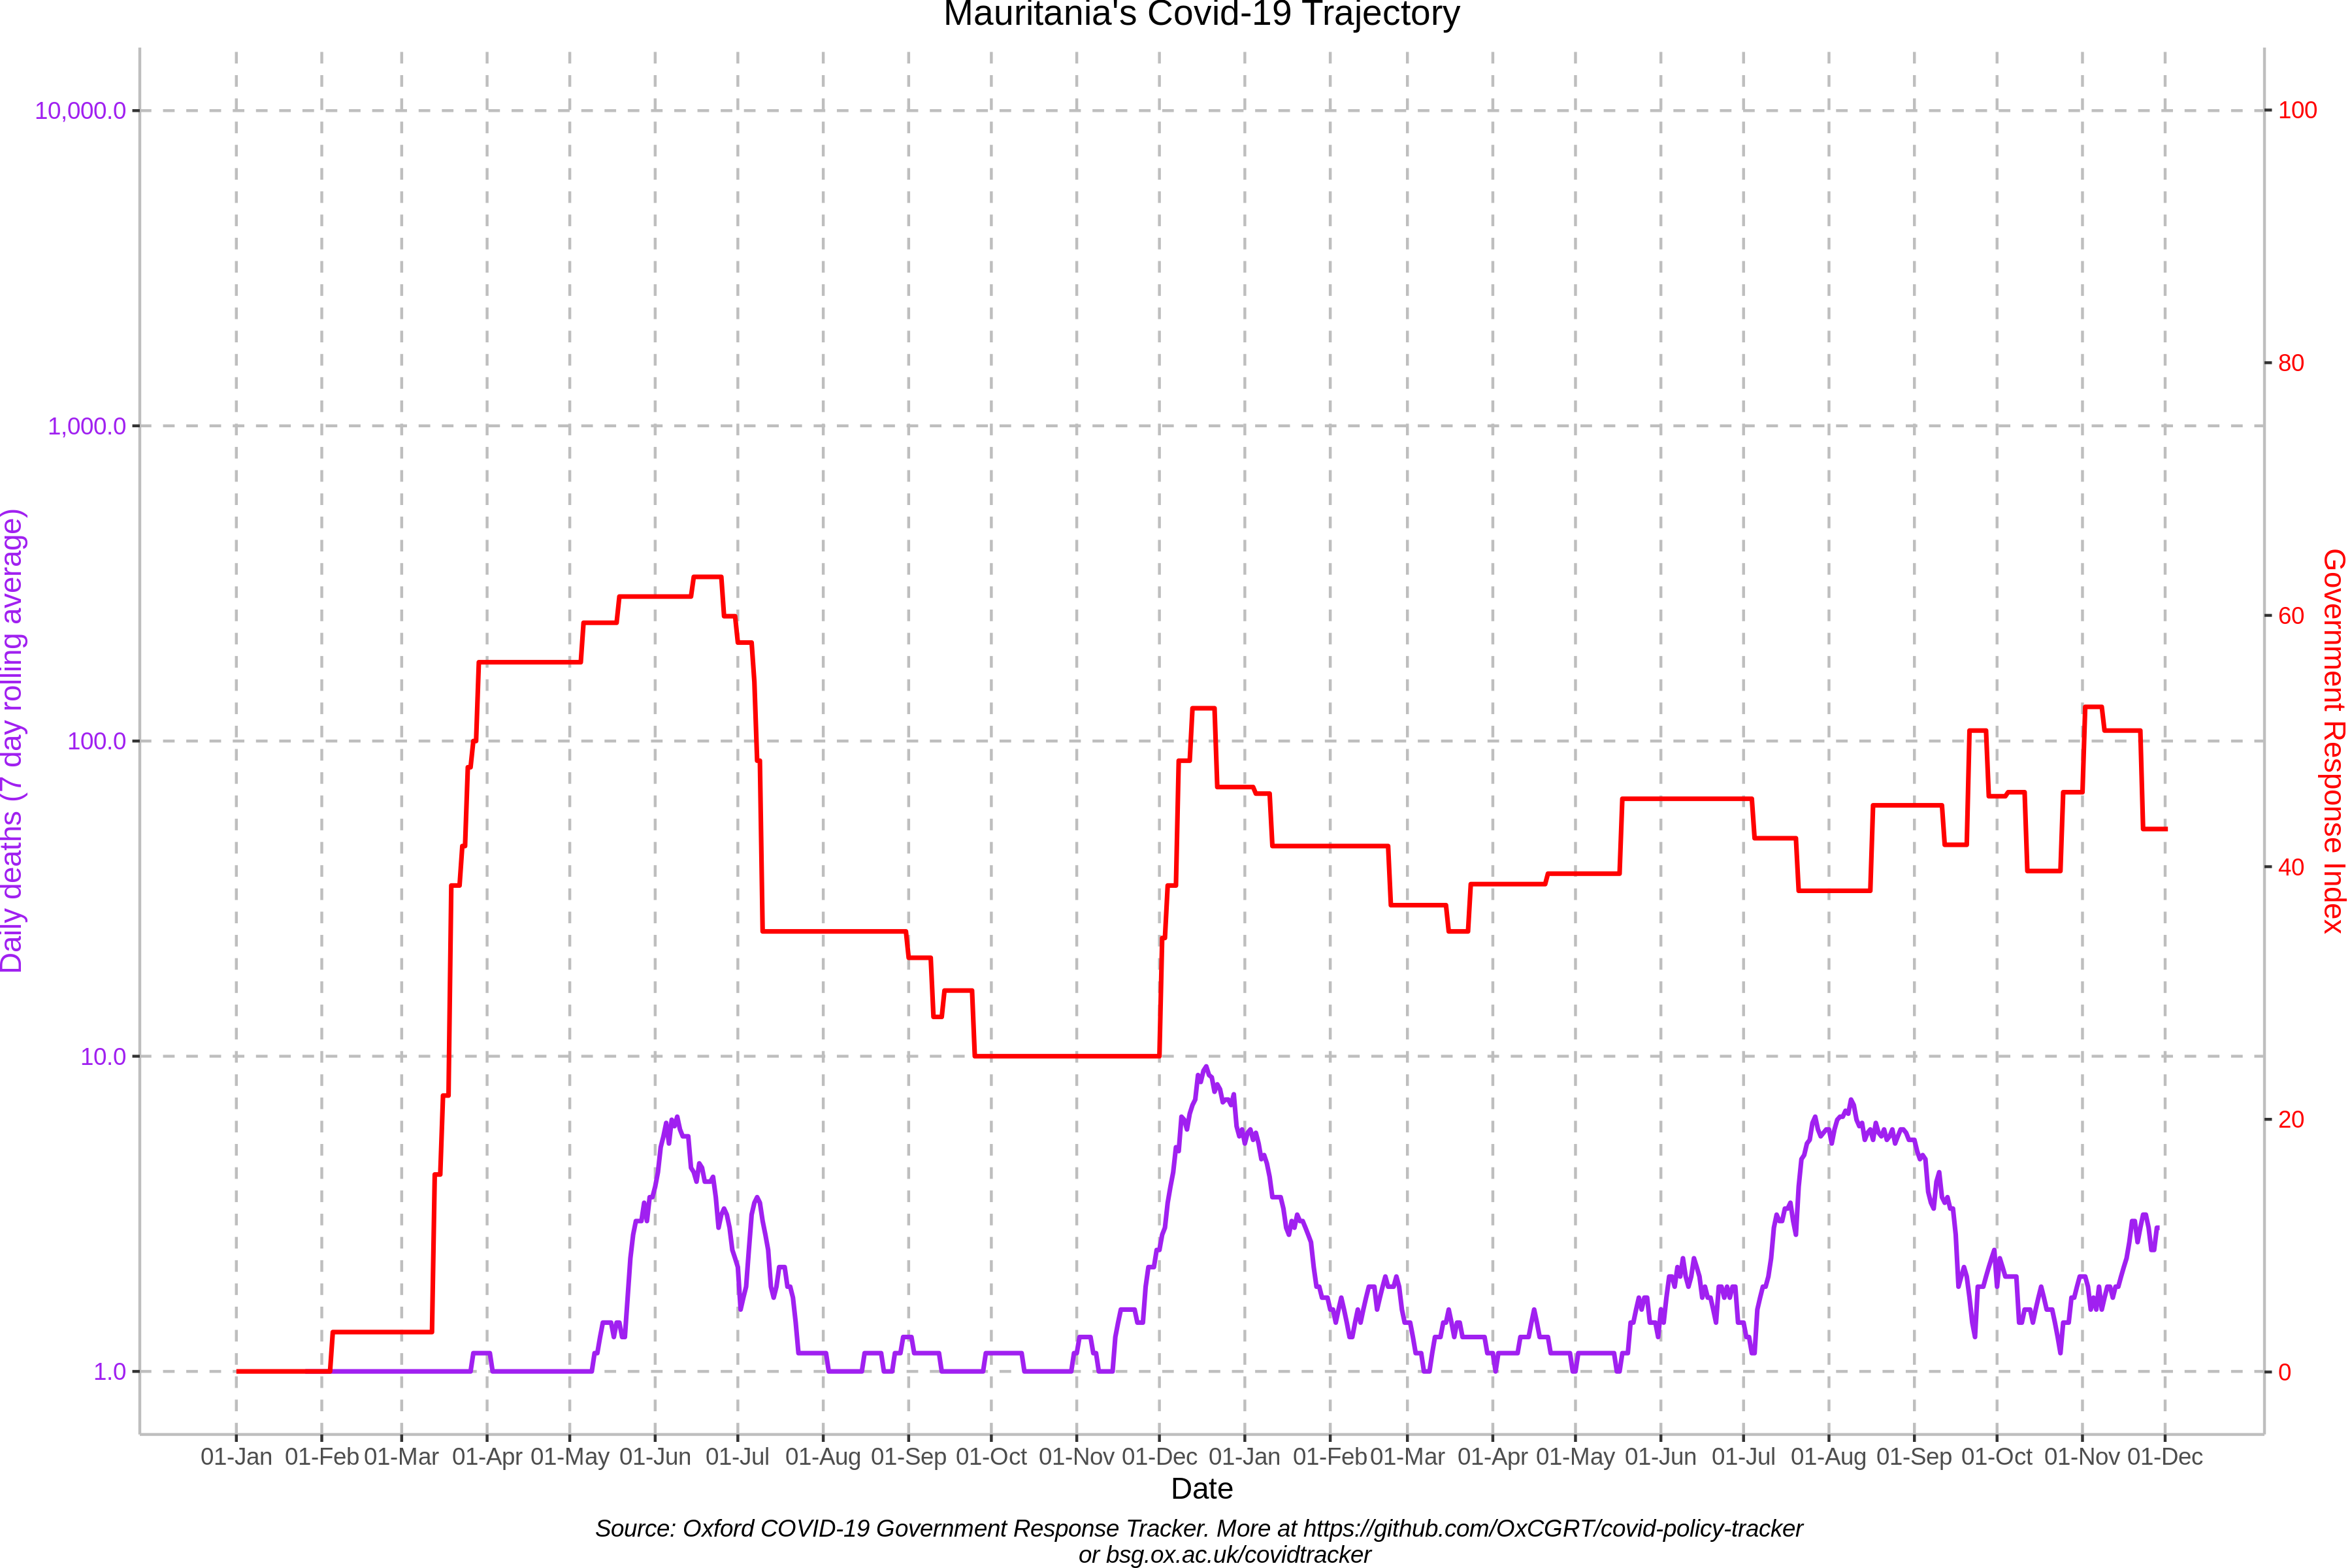 Mauritania's Covid-19 Trajectory
10,000.0
1,000.0
100.0
10.0
1.0
Daily deaths (7 day rolling average)
100
80
60
40
20
0
Government Response Index
01-Jan 01-Feb 01-Mar 01-Apr 01-May 01-Jun 01-Jul 01-Aug 01-Sep 01-Oct 01-Nov 01-Dec 01-Jan 01-Feb 01-Mar 01-Apr 01-May 01-Jun 01-Jul 01-Aug 01-Sep 01-Oct 01-Nov 01-Dec
Date
Source: Oxford COVID-19 Government Response Tracker. More at https://github.com/OxCGRT/covid-policy-tracker
or bsg.ox.ac.uk/covidtracker